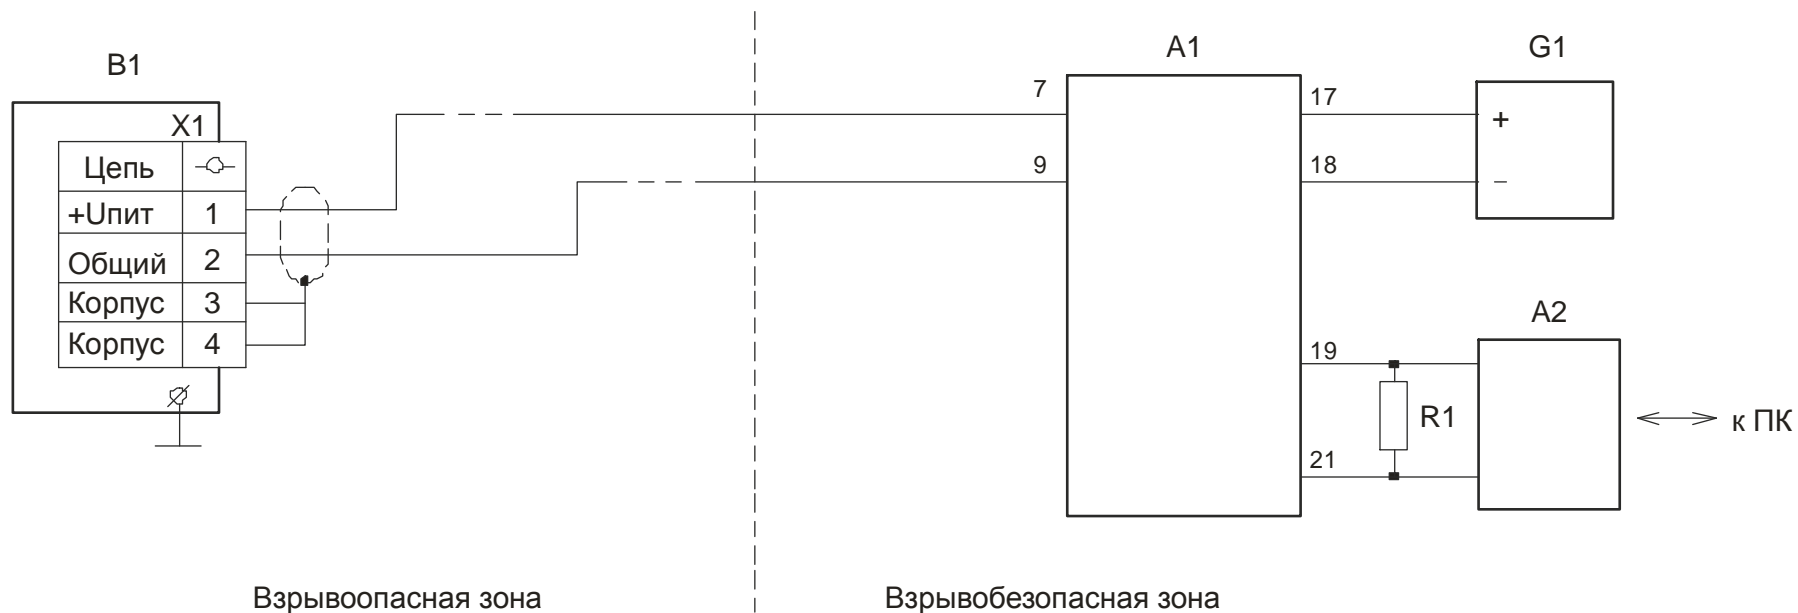 B1
A1
G1
X1
Цепь
+Uпит 1
Общий 2
Корпус 3
Корпус 4
7
9
17
18
+
–
19
21
R1
A2
к ПК
Взрывоопасная зона
Взрывобезопасная зона